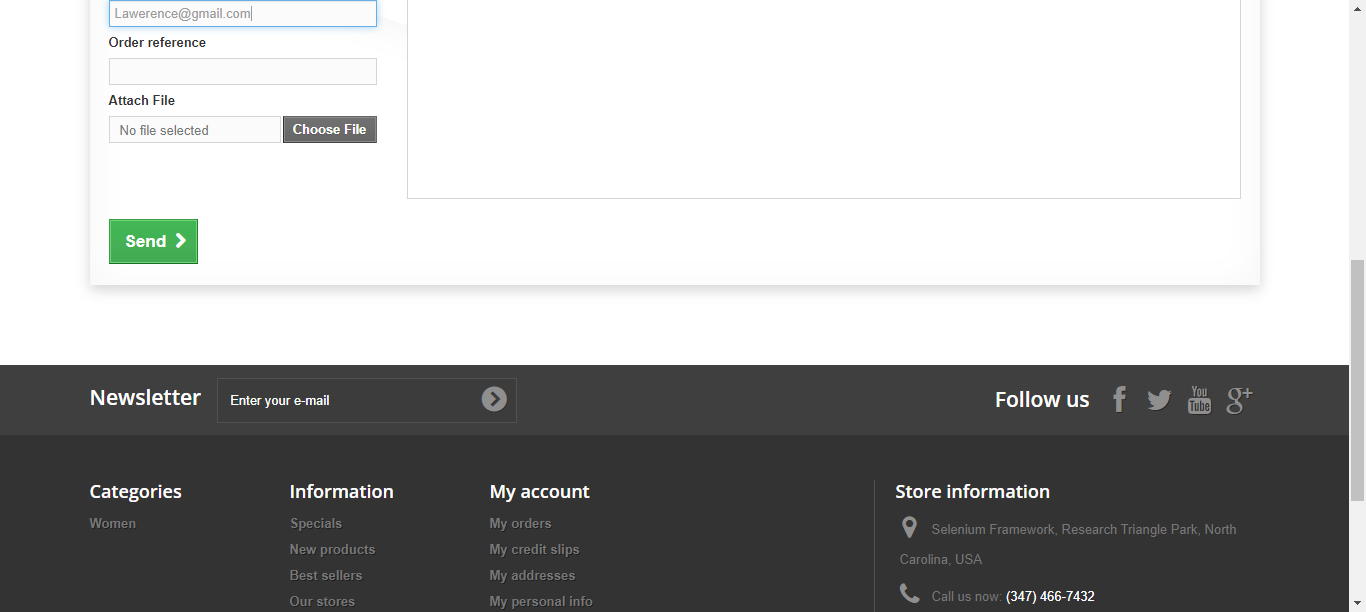 Lawerence@gmail.com
Order reference
Attach File
No file selected
Choose File
Send
Newsletter
Enter your e-mail
Follow us
You
Tube
Categories
Women
Information
Specials
New products
Best sellers
Our stores
My account
My orders
My credit slips
My addresses
My personal info
Store information
Selenium Framework, Research Triangle Park, North
Carolina, USA
Call us now: (347) 466-7432